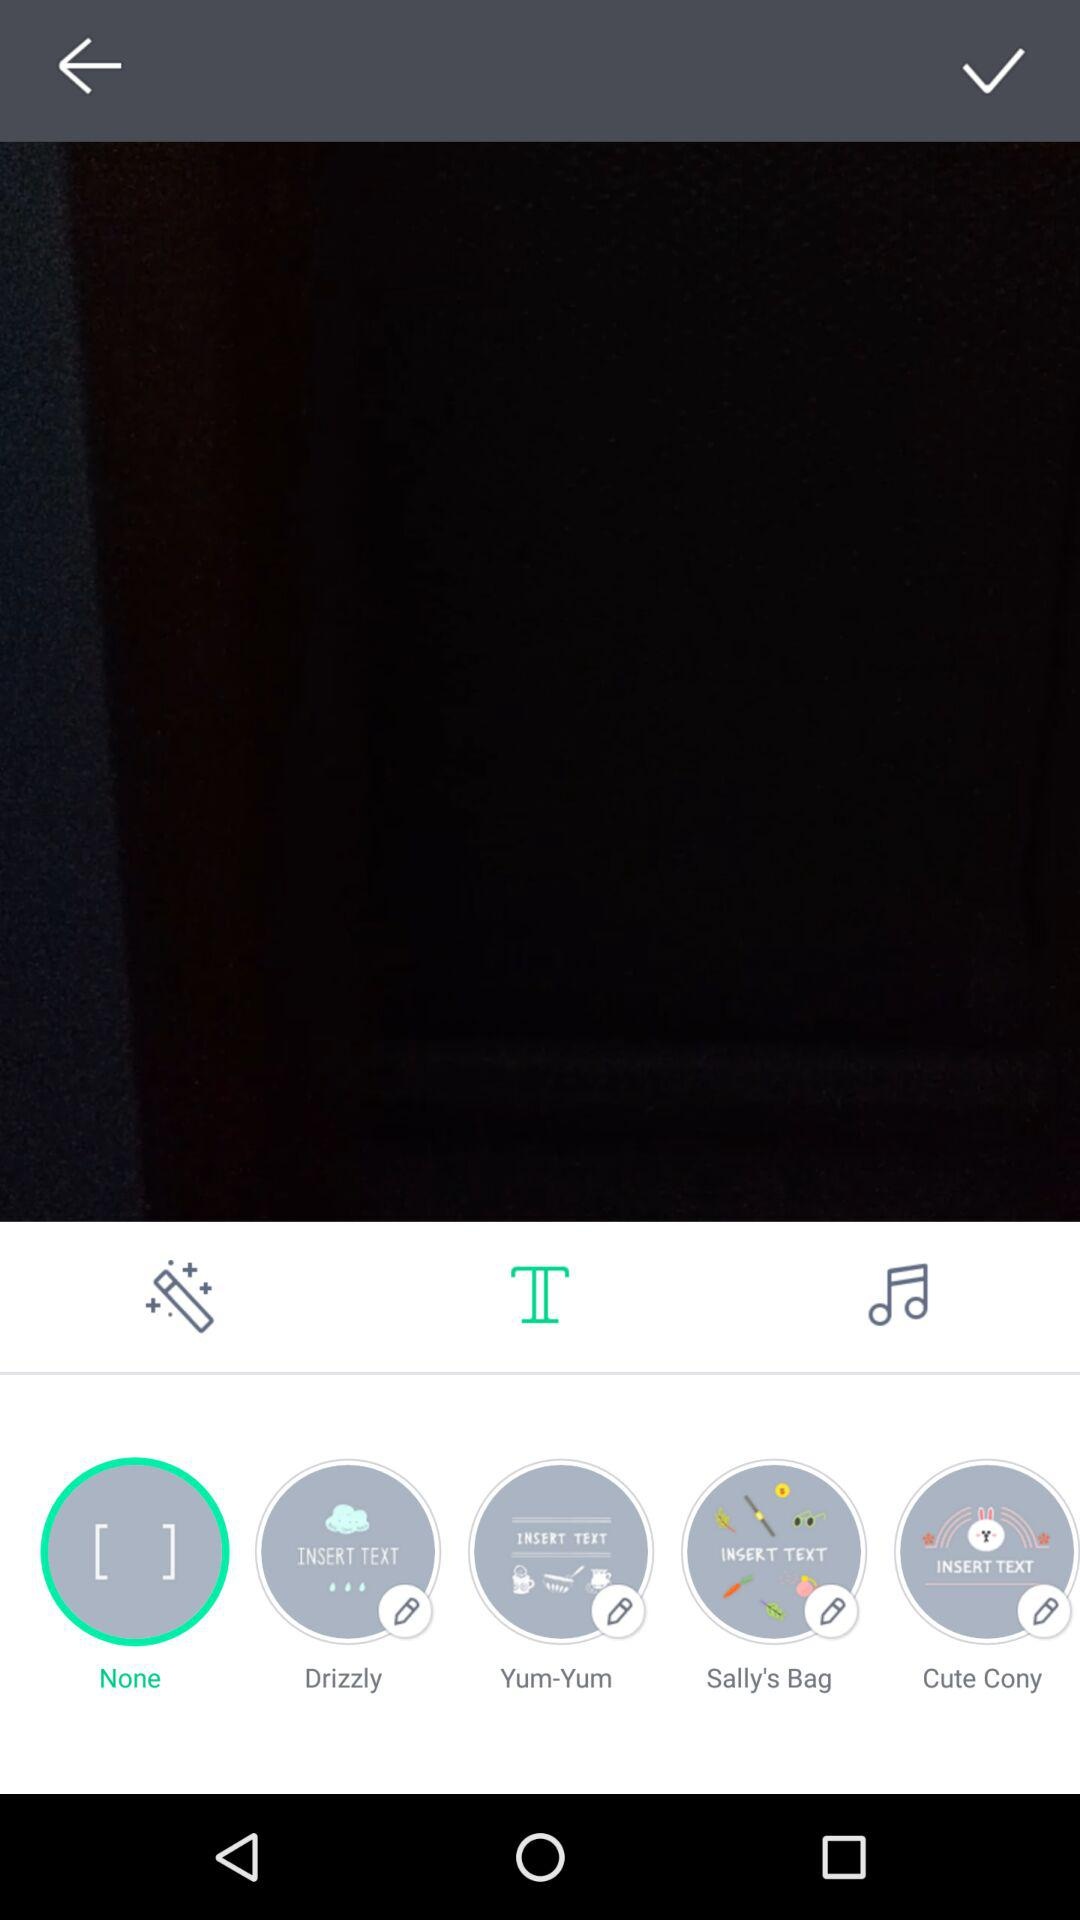 [ ]
INSERT TEXT
INSERT TEXT
INSERT TEXT
INSERT TEXT
None
Drizzly
Yum-Yum
Sally's Bag
Cute Cony